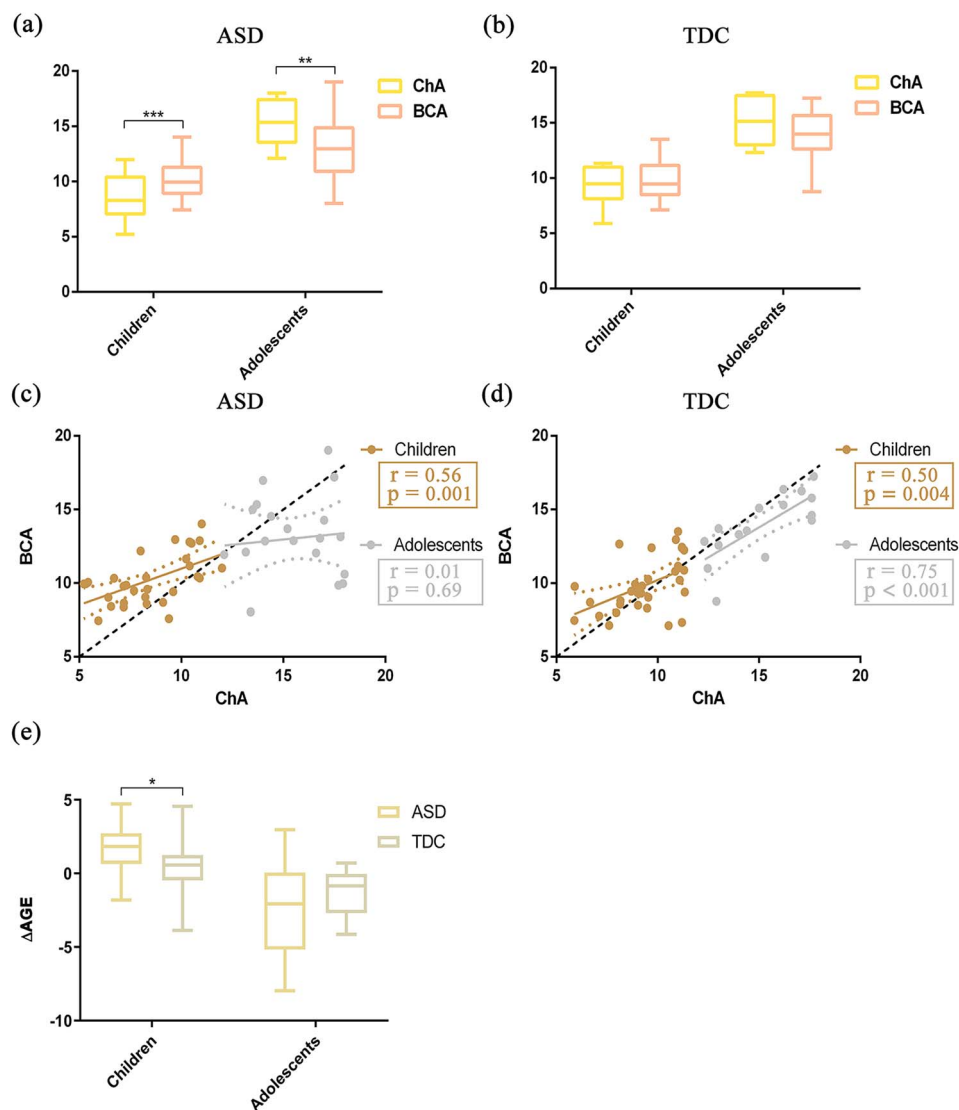 (a)
ASD
20
15
10
5
0
***
**
ChA
BCA
Children
Adolescents
(b)
TDC
20
15
10
5
0
ChA
BCA
Children
Adolescents
(c)
ASD
20
15
10
5
BCA
5
10
15
20
ChA
Children
r = 0.56
p = 0.001
Adolescents
r = 0.01
p = 0.69
(d)
TDC
20
15
10
5
BCA
5
10
15
20
ChA
Children
r = 0.50
p = 0.004
Adolescents
r = 0.75
p < 0.001
(e)
5
0
-5
-10
ΔAGE
*
ASD
TDC
Children
Adolescents